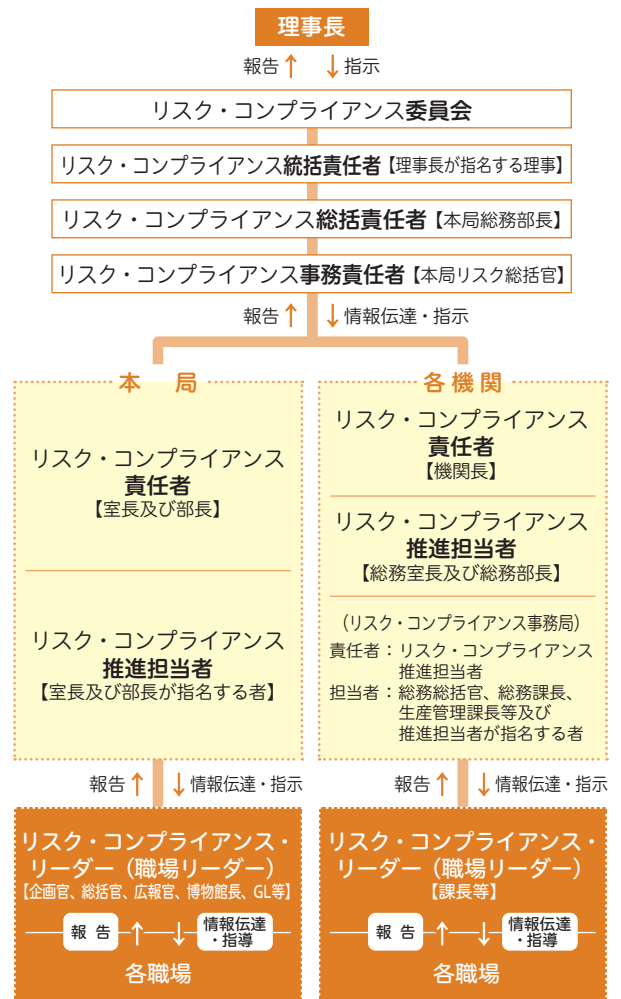 理事長
報告↑ ↓指示
リスク・コンプライアンス委員会
リスク・コンプライアンス統括責任者【理事長が指名する理事】
リスク・コンプライアンス総括責任者【本局総務部長】
リスク・コンプライアンス事務責任者【本局リスク総括官】
報告↑ ↓情報伝達・指示
本 局
リスク・コンプライアンス
責任者
【室長及び部長】
リスク・コンプライアンス
推進担当者
【室長及び部長が指名する者】
報告↑ ↓情報伝達・指示
リスク・コンプライアンス・
リーダー(職場リーダー)
【企画官、総括官、広報官、博物館長、GL等】
報 告 ↑ ↓ 情報伝達
・指導
各職場
各機関
リスク・コンプライアンス
責任者
【機関長】
リスク・コンプライアンス
推進担当者
【総務室長及び総務部長】
(リスク・コンプライアンス事務局)
責任者:リスク・コンプライアンス
推進担当者
担当者:総務総括官、総務課長、
生産管理課長等及び
推進担当者が指名する者
報告↑ ↓情報伝達・指示
リスク・コンプライアンス・
リーダー(職場リーダー)
【課長等】
報 告 ↑ ↓ 情報伝達
・指導
各職場